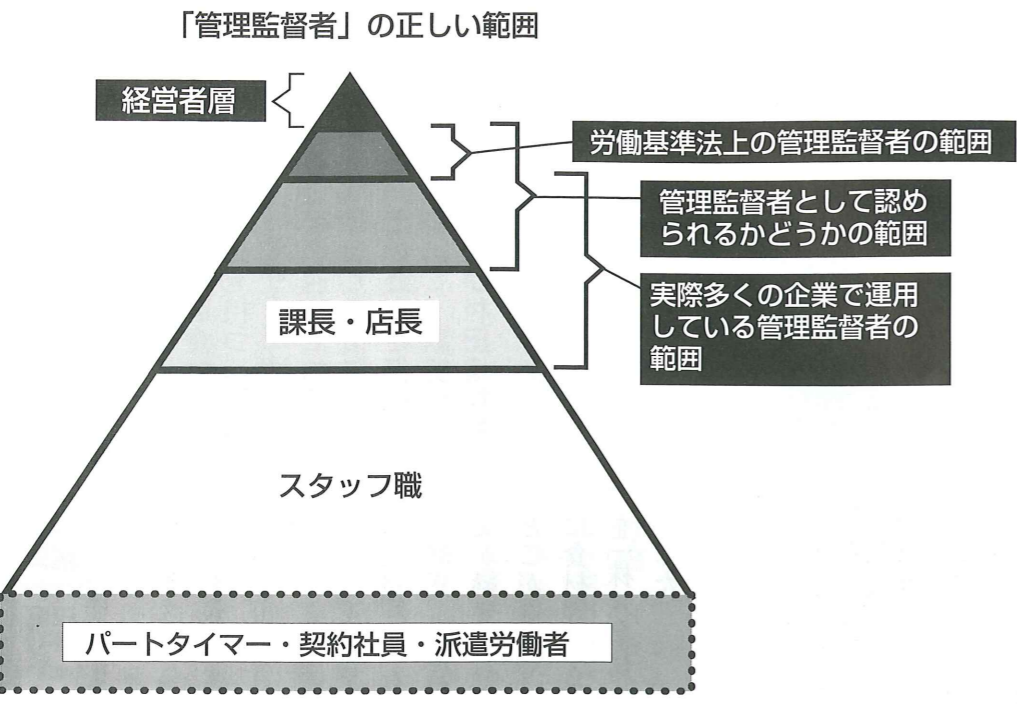 「管理監督者」の正しい範囲
経営者層
労働基準法上の管理監督者の範囲
管理監督者として認め
られるかどうかの範囲
実際多くの企業で運用
している管理監督者の
範囲
課長・店長
スタッフ職
パートタイマー・契約社員・派遣労働者